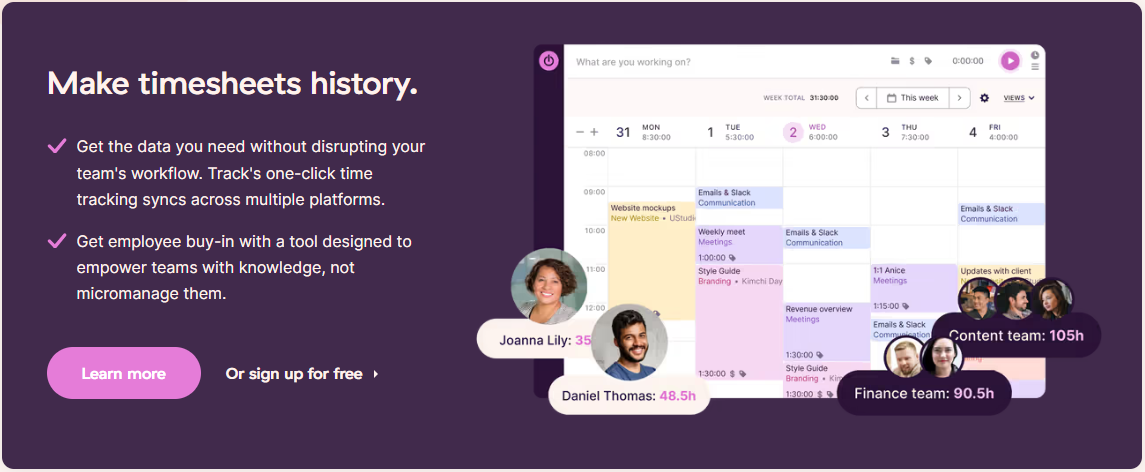 Make timesheets history.
Get the data you need without disrupting your
team's workflow. Track's one-click time
tracking syncs across multiple platforms.
Get employee buy-in with a tool designed to
empower teams with knowledge, not
micromanage them.
Learn more
Or sign up for free
What are you working on?
$
0:00:00
WEEK TOTAL 31:30:00
This week
VIEWS
31 MON 8:30:00
1 TUE 5:30:00
2 WED 6:00:00
3 THU 7:30:00
4 FRI 4:00:00
08:00
09:00
10:00
11:00
12:00
Website mockups
New Website • UStudi
Emails & Slack
Communication
Weekly meet
Meetings
1:00:00
Style Guide
Branding • Kimchi Day
1:30:00 $
Emails & Slack
Communication
Revenue overview
Meetings
1:30:00
Style Guide
Branding • Kim
1:30:00 $
1:1 Anice
Meetings
1:15:00
Emails & Slack
Communication
Emails & Slack
Communication
Updates with client
Joanna Lily: 35
Daniel Thomas: 48.5h
Content team: 105h
Finance team: 90.5h